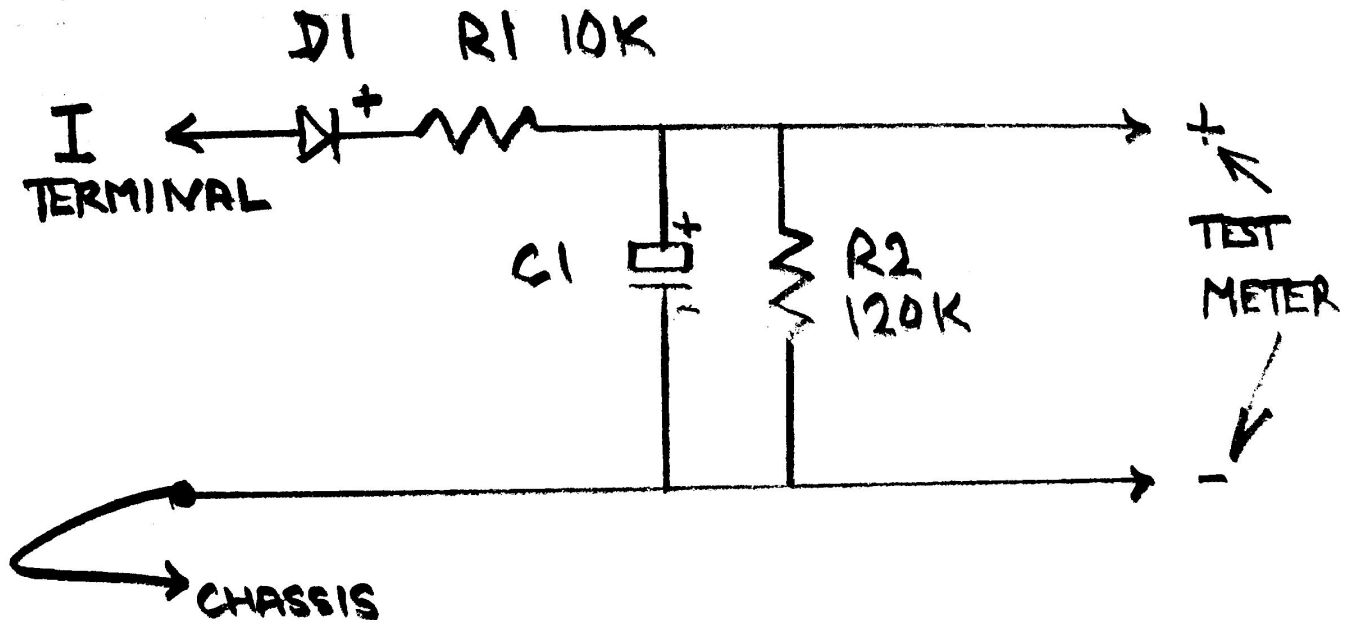 D1 R1 10K
+
I
TERMINAL
+
C1
+
-
R2
120K
TEST
METER
-
CHASSIS